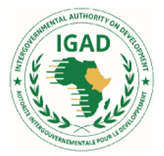 INTERGOVERNMENTAL AUTHORITY ON DEVELOPMENT
IGAD
AUTORITÉ INTERGOUVERNEMENTALE POUR LE DÉVELOPPEMENT